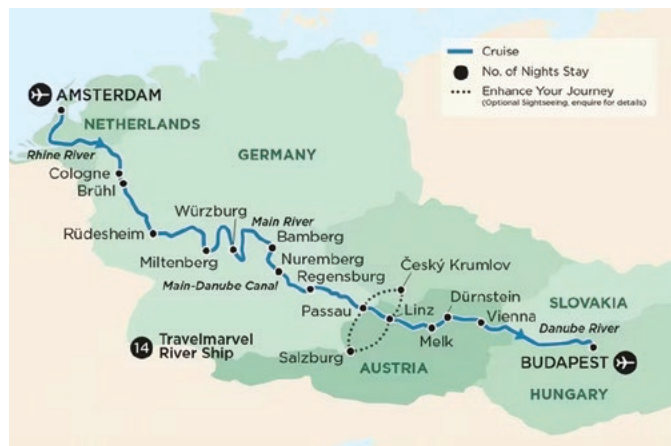 Cruise
No. of Nights Stay
Enhance Your Journey
(Optional Sightseeing, enquire for details)
AMSTERDAM
NETHERLANDS
Rhine River
GERMANY
Cologne
Brühl
Rüdesheim
Würzburg
Main River
Bamberg
Miltenberg
Nuremberg
Main-Danube Canal
Regensburg
Český Krumlov
Passau
Linz
Dürnstein
SLOVAKIA
Vienna
Danube River
Melk
14
Travelmarvel
River Ship
Salzburg
AUSTRIA
BUDAPEST
HUNGARY